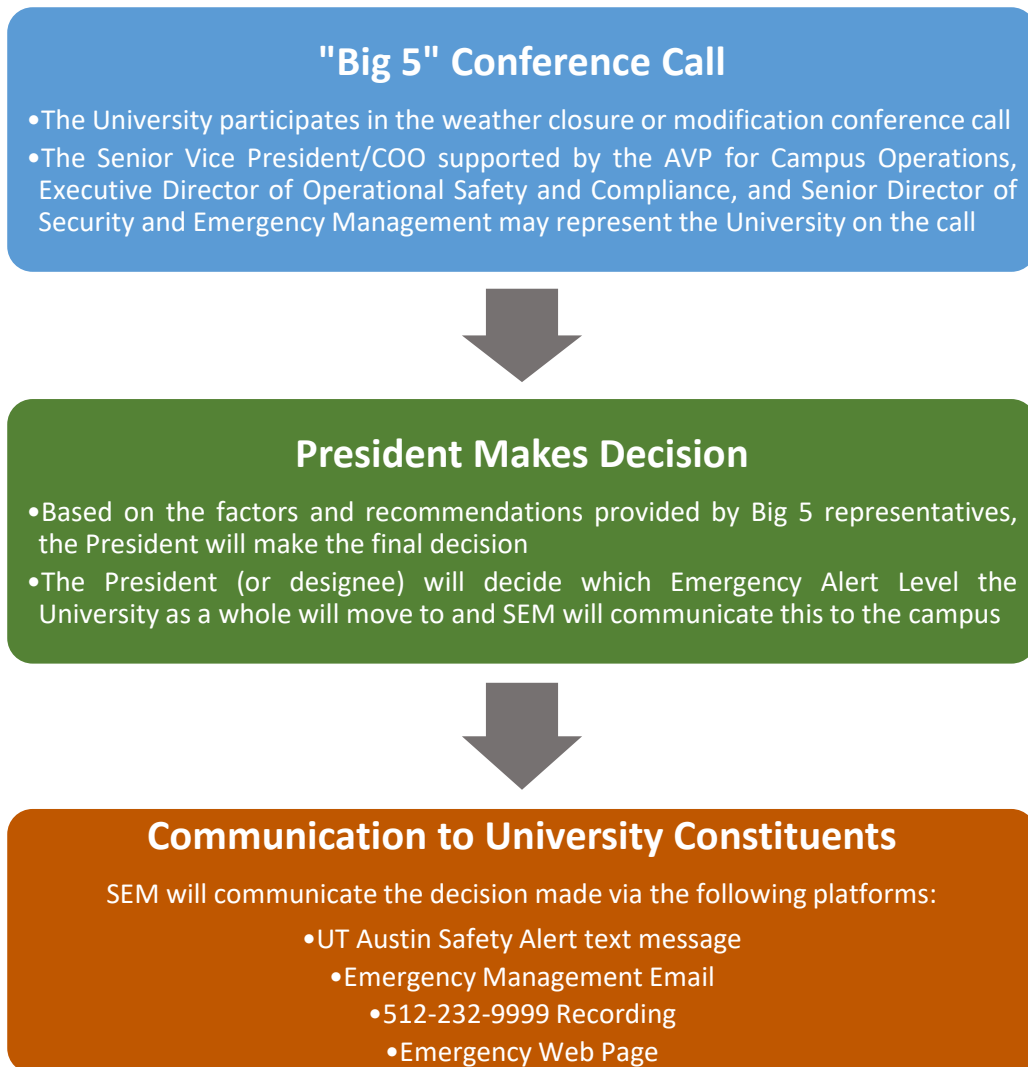 "Big 5" Conference Call
•The University participates in the weather closure or modification conference call
•The Senior Vice President/COO supported by the AVP for Campus Operations,
Executive Director of Operational Safety and Compliance, and Senior Director of
Security and Emergency Management may represent the University on the call
President Makes Decision
•Based on the factors and recommendations provided by Big 5 representatives,
the President will make the final decision
•The President (or designee) will decide which Emergency Alert Level the
University as a whole will move to and SEM will communicate this to the campus
Communication to University Constituents
SEM will communicate the decision made via the following platforms:
•UT Austin Safety Alert text message
•Emergency Management Email
•512-232-9999 Recording
•Emergency Web Page